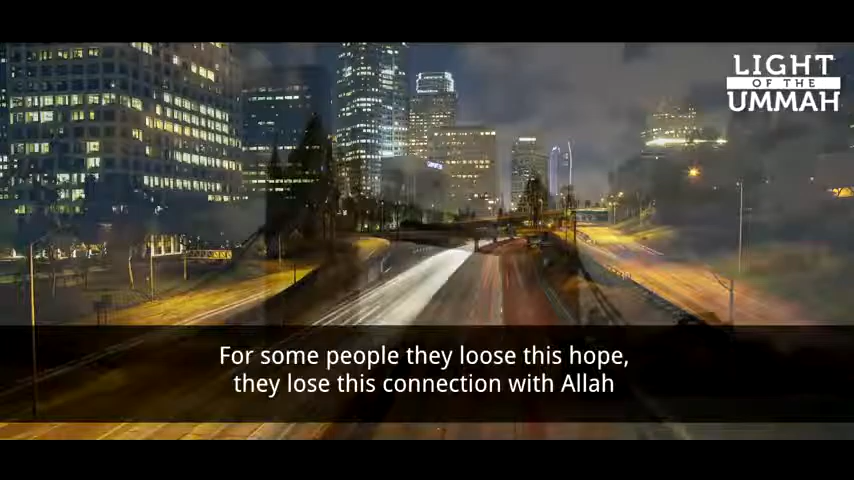 LIGHT
OF THE
UMMAH
For some people they loose this hope,
they lose this connection with Allah